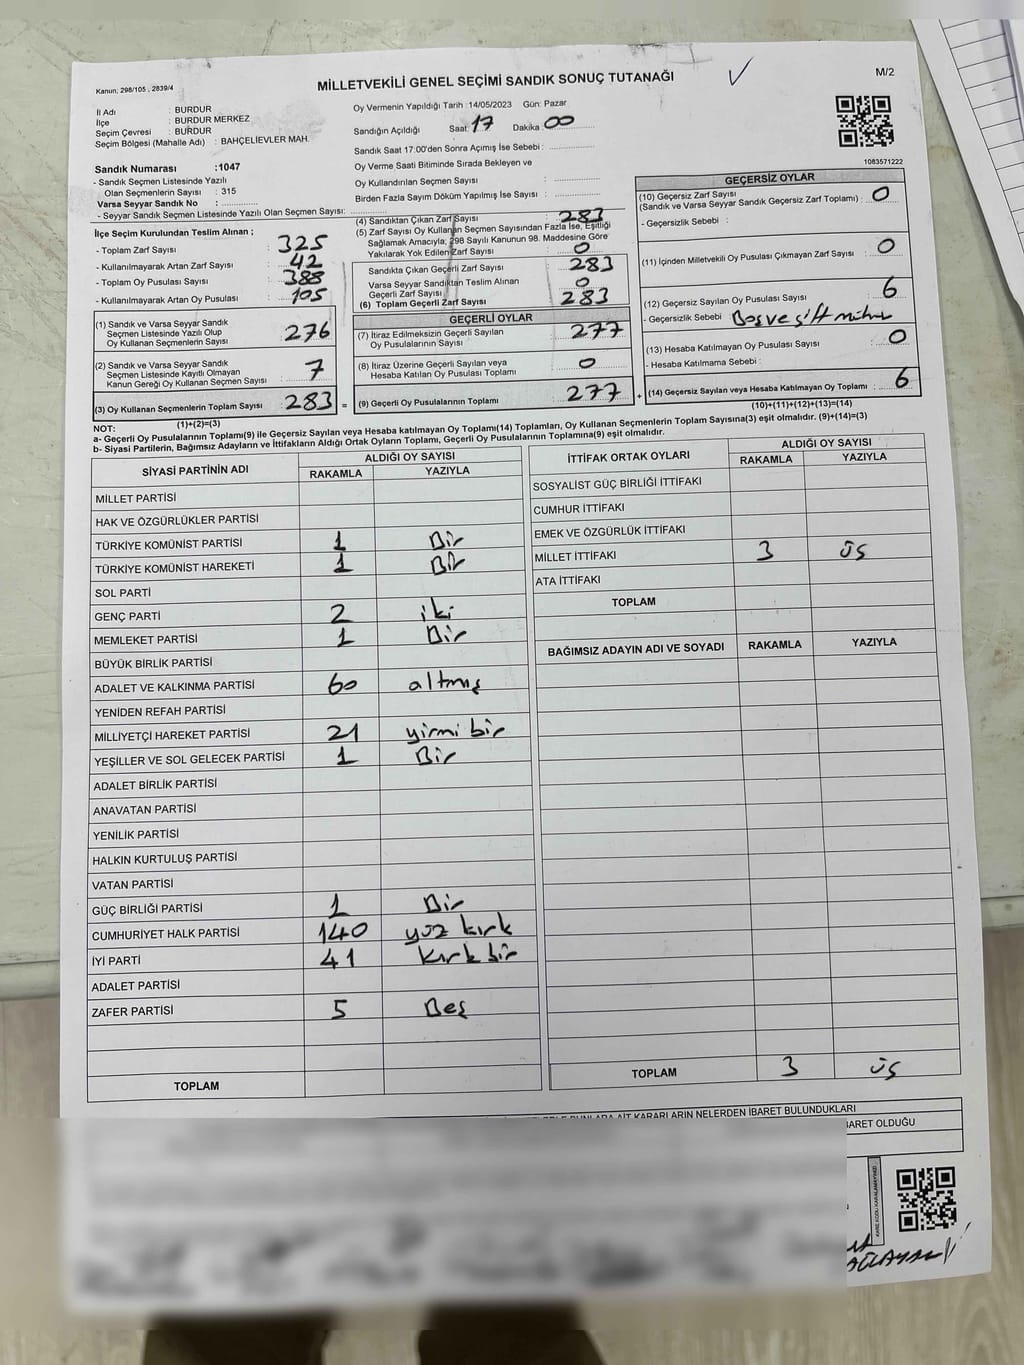 Kanun: 298/105 , 2839/4
MİLLETVEKİLİ GENEL SEÇİMİ SANDIK SONUÇ TUTANAĞI
M/2
İl Adı : BURDUR
İlçe : BURDUR MERKEZ
Seçim Çevresi : BURDUR
Seçim Bölgesi (Mahalle Adı) : BAHÇELİEVLER MAH.
Oy Vermenin Yapıldığı Tarih :14/05/2023 Gün: Pazar
Sandığın Açıldığı Saat: 17 Dakika 00
Sandık Saat 17:00'den Sonra Açımış İse Sebebi :
Oy Verme Saati Bitiminde Sırada Bekleyen ve
Oy Kullandırılan Seçmen Sayısı :
Birden Fazla Sayım Döküm Yapılmış İse Sayısı :
1083571222
Sandık Numarası :1047
- Sandık Seçmen Listesinde Yazılı
Olan Seçmenlerin Sayısı : 315
Varsa Seyyar Sandık No :
- Seyyar Sandık Seçmen Listesinde Yazılı Olan Seçmen Sayısı:
İlçe Seçim Kurulundan Teslim Alınan ;
- Toplam Zarf Sayısı : 325
- Kullanılmayarak Artan Zarf Sayısı : 42
- Toplam Oy Pusulası Sayısı : 388
- Kullanılmayarak Artan Oy Pusulası : 105
(1) Sandık ve Varsa Seyyar Sandık
Seçmen Listesinde Yazılı Olup
Oy Kullanan Seçmenlerin Sayısı : 276
(2) Sandık ve Varsa Seyyar Sandık
Seçmen Listesinde Kayıtlı Olmayan
Kanun Gereği Oy Kullanan Seçmen Sayısı : 7
(3) Oy Kullanan Seçmenlerin Toplam Sayısı : 283 =
(1)+(2)=(3)
(4) Sandıktan Çıkan Zarf Sayısı : 283
(5) Zarf Sayısı Oy Kullanan Seçmen Sayısından Fazla İse, Eşitliği
Sağlamak Amacıyla, 298 Sayılı Kanunun 98. Maddesine Göre
Yakılarak Yok Edilen Zarf Sayısı : 0
Sandıkta Çıkan Geçerli Zarf Sayısı : 283
Varsa Seyyar Sandıktan Teslim Alınan
Geçerli Zarf Sayısı : 0
(6) Toplam Geçerli Zarf Sayısı : 283
GEÇERLİ OYLAR
(7) İtiraz Edilmeksizin Geçerli Sayılan
Oy Pusulalarının Sayısı : 277
(8) İtiraz Üzerine Geçerli Sayılan veya
Hesaba Katılan Oy Pusulası Toplamı : 0
(9) Geçerli Oy Pusulalarının Toplamı : 277 +
GEÇERSİZ OYLAR
(10) Geçersiz Zarf Sayısı : 0
(Sandık ve Varsa Seyyar Sandık Geçersiz Zarf Toplamı)
- Geçersizlik Sebebi :
(11) İçinden Milletvekili Oy Pusulası Çıkmayan Zarf Sayısı : 0
(12) Geçersiz Sayılan Oy Pusulası Sayısı : 6
- Geçersizlik Sebebi : Boş ve çift mühür
(13) Hesaba Katılmayan Oy Pusulası Sayısı : 0
- Hesaba Katılmama Sebebi :
(14) Geçersiz Sayılan veya Hesaba Katılmayan Oy Toplamı : 6
(10)+(11)+(12)+(13)=(14)
NOT:
a- Geçerli Oy Pusulalarının Toplamı(9) ile Geçersiz Sayılan veya Hesaba katılmayan Oy Toplamı(14) Toplamları, Oy Kullanan Seçmenlerin Toplam Sayısına(3) eşit olmalıdır. (9)+(14)=(3)
b- Siyasi Partilerin, Bağımsız Adayların ve İttifakların Aldığı Ortak Oyların Toplamı, Geçerli Oy Pusulalarının Toplamına(9) eşit olmalıdır.
SİYASİ PARTİNİN ADI ALDIĞI OY SAYISI
RAKAMLA YAZIYLA
MİLLET PARTİSİ
HAK VE ÖZGÜRLÜKLER PARTİSİ
TÜRKİYE KOMÜNİST PARTİSİ 1 Bir
TÜRKİYE KOMÜNİST HAREKETİ 1 Bir
SOL PARTİ
GENÇ PARTİ 2 iki
MEMLEKET PARTİSİ 1 Bir
BÜYÜK BİRLİK PARTİSİ
ADALET VE KALKINMA PARTİSİ 60 altmış
YENİDEN REFAH PARTİSİ
MİLLİYETÇİ HAREKET PARTİSİ 21 yirmi bir
YEŞİLLER VE SOL GELECEK PARTİSİ 1 Bir
ADALET BİRLİK PARTİSİ
ANAVATAN PARTİSİ
YENİLİK PARTİSİ
HALKIN KURTULUŞ PARTİSİ
VATAN PARTİSİ
GÜÇ BİRLİĞİ PARTİSİ 1 Bir
CUMHURİYET HALK PARTİSİ 140 yüz kırk
İYİ PARTİ 41 kırk bir
ADALET PARTİSİ
ZAFER PARTİSİ 5 Beş
TOPLAM
İTTİFAK ORTAK OYLARI ALDIĞI OY SAYISI
RAKAMLA YAZIYLA
SOSYALİST GÜÇ BİRLİĞİ İTTİFAKI
CUMHUR İTTİFAKI
EMEK VE ÖZGÜRLÜK İTTİFAKI
MİLLET İTTİFAKI 3 üç
ATA İTTİFAKI
TOPLAM
BAĞIMSIZ ADAYIN ADI VE SOYADI RAKAMLA YAZIYLA
TOPLAM 3 üç
KARARLARIN NELERDEN İBARET BULUNDUKLARI
BARET OLDUĞU